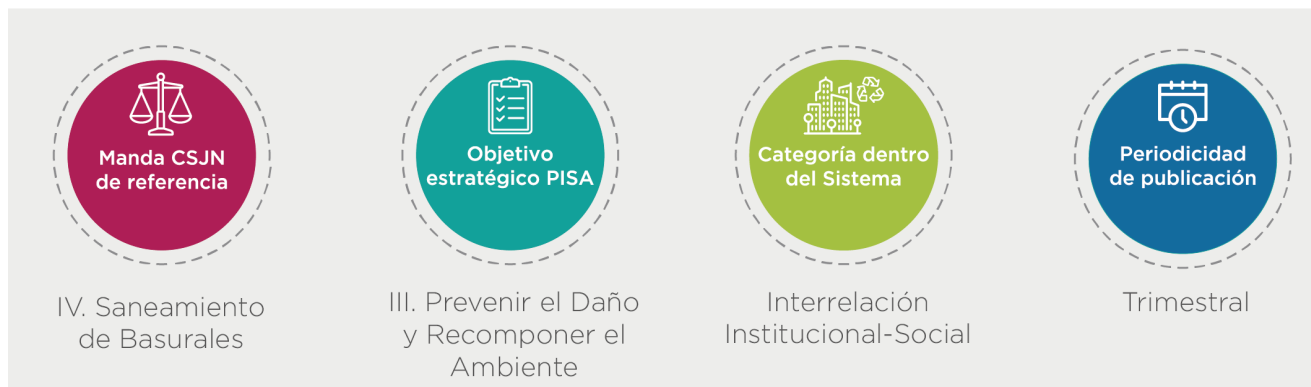 Manda CSJN
de referencia
IV. Saneamiento
de Basurales
Objetivo
estratégico PISA
III. Prevenir el Daño
y Recomponer el
Ambiente
Categoría dentro
del Sistema
Interrelación
Institucional-Social
Periodicidad
de publicación
Trimestral